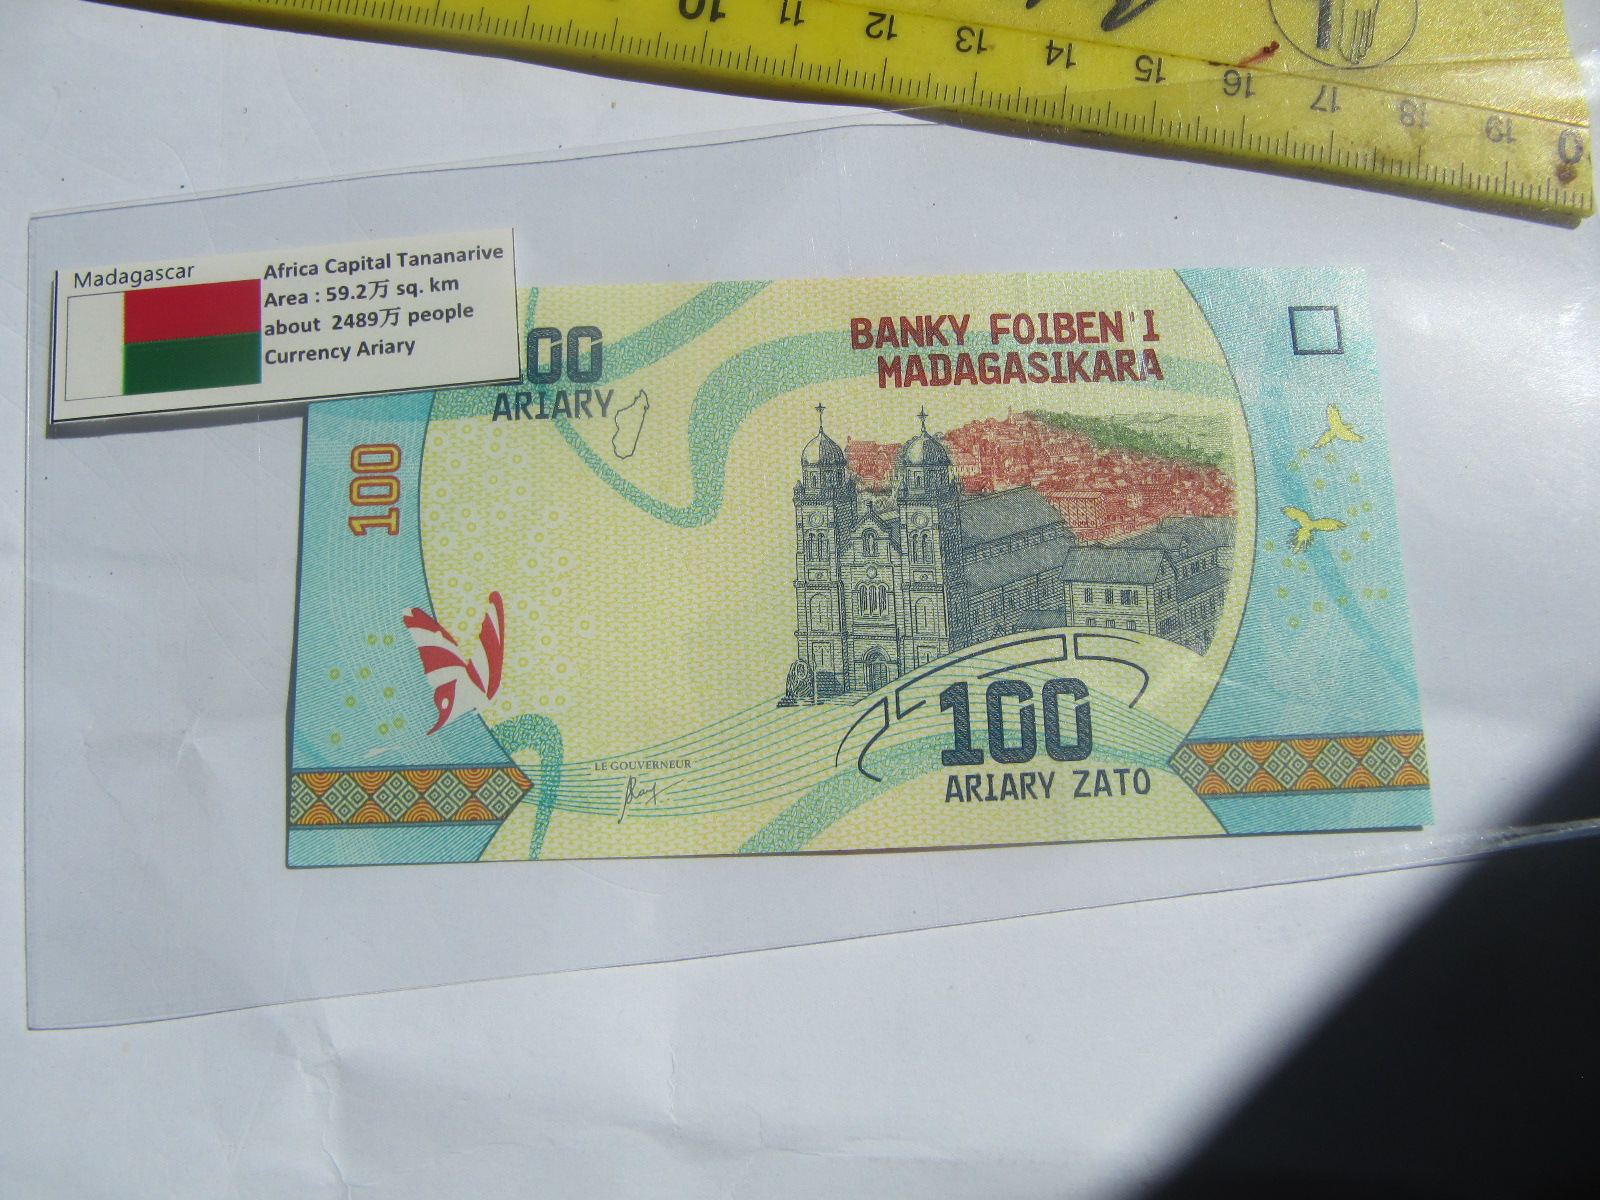 10 11 12 13 14 15 16 17 18 19 0
Madagascar
Africa Capital Tananarive
Area : 59.2万 sq. km
about 2489万 people
Currency Ariary
00
ARIARY
BANKY FOIBEN'I
MADAGASIKARA
100
LE GOUVERNEUR
100
ARIARY ZATO